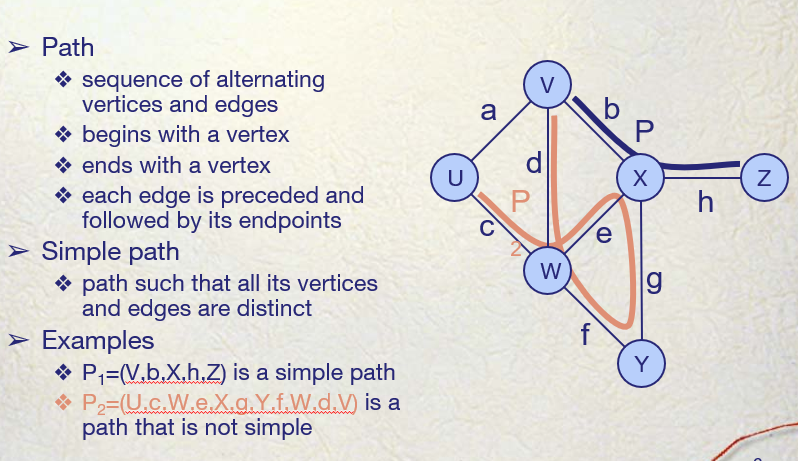 ➢ Path
❖ sequence of alternating
vertices and edges
❖ begins with a vertex
❖ ends with a vertex
❖ each edge is preceded and
followed by its endpoints
➢ Simple path
❖ path such that all its vertices
and edges are distinct
➢ Examples
❖ P1=(V,b,X,h,Z) is a simple path
❖ P2=(U,c,W,e,X,g,Y,f,W,d,V) is a
path that is not simple
V
a
b
P
d
U
X
Z
P
h
c
2
e
W
g
f
Y